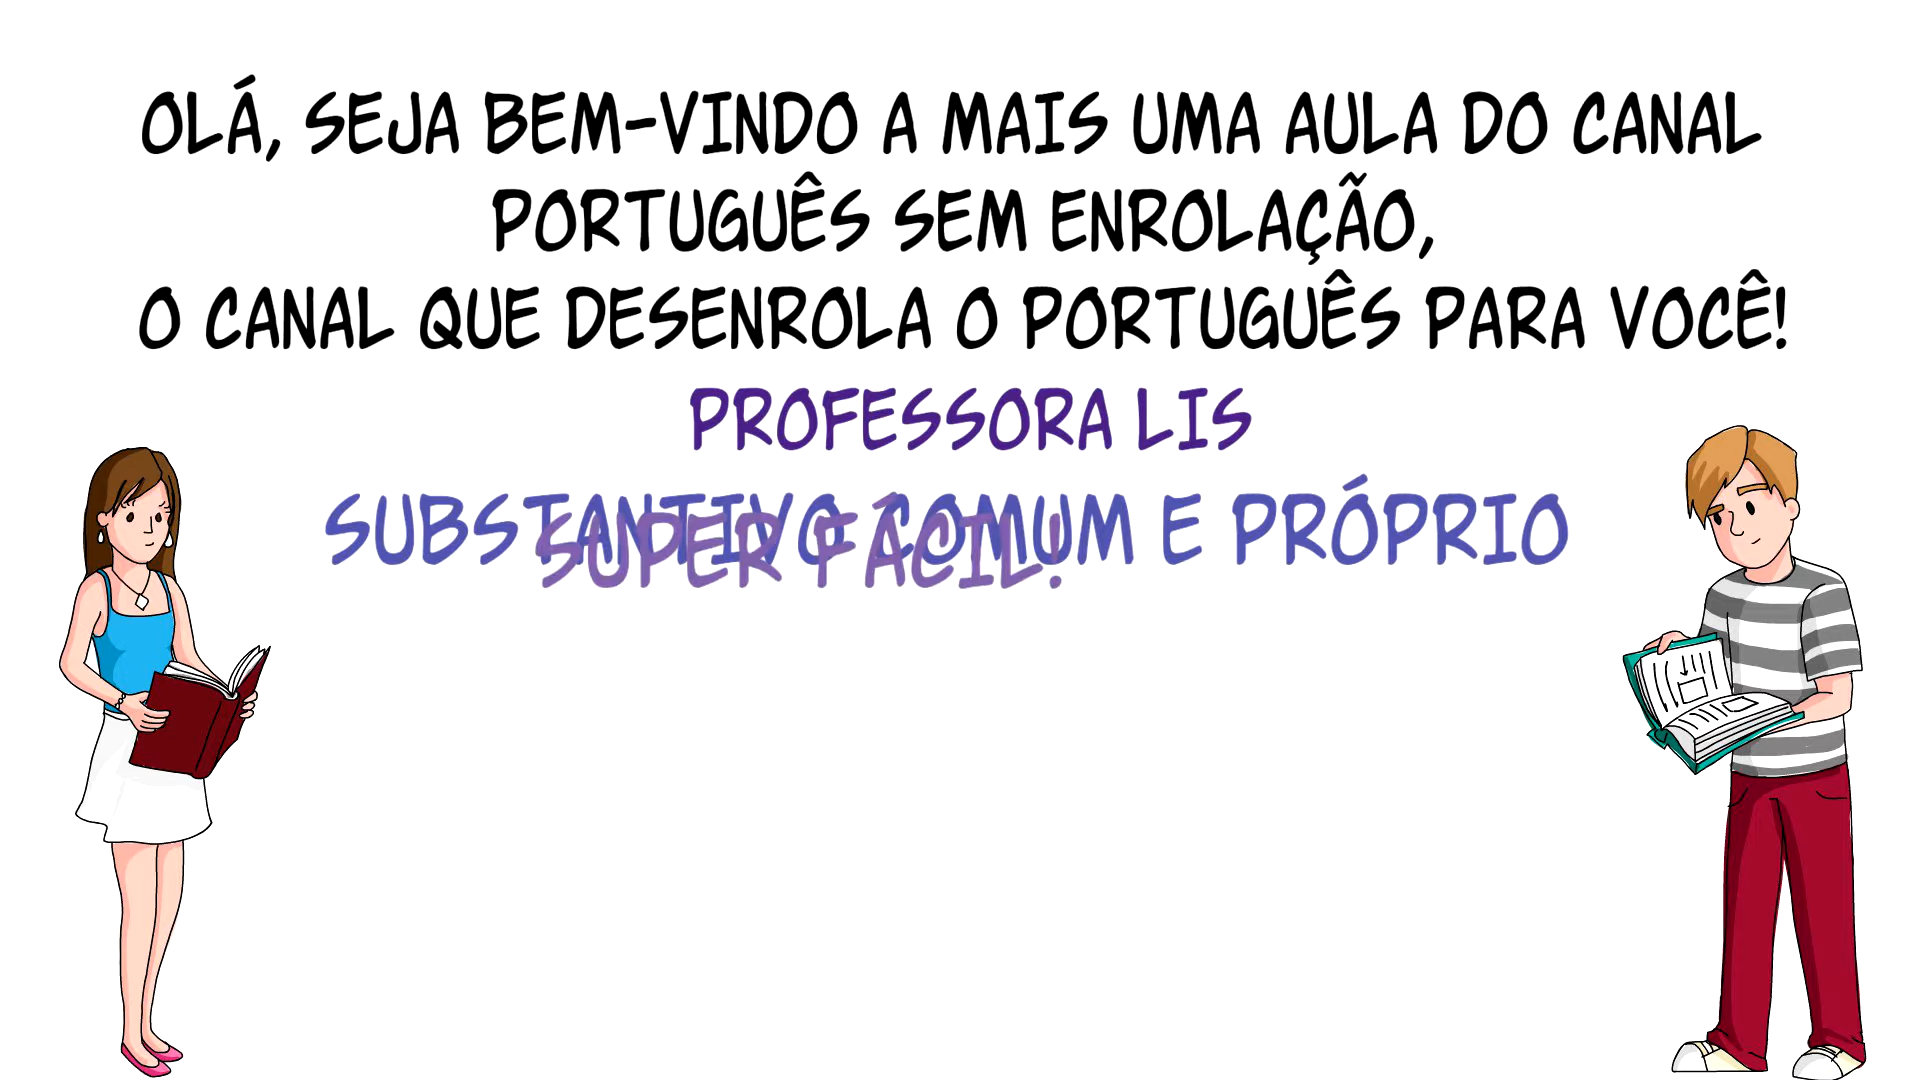 OLÁ, SEJA BEM-VINDO A MAIS UMA AULA DO CANAL
PORTUGUÊS SEM ENROLAÇÃO,
O CANAL QUE DESENROLA O PORTUGUÊS PARA VOCÊ!
PROFESSORA LIS
SUBSTANTIVO COMUM E PRÓPRIO
SUPER FÁCIL!